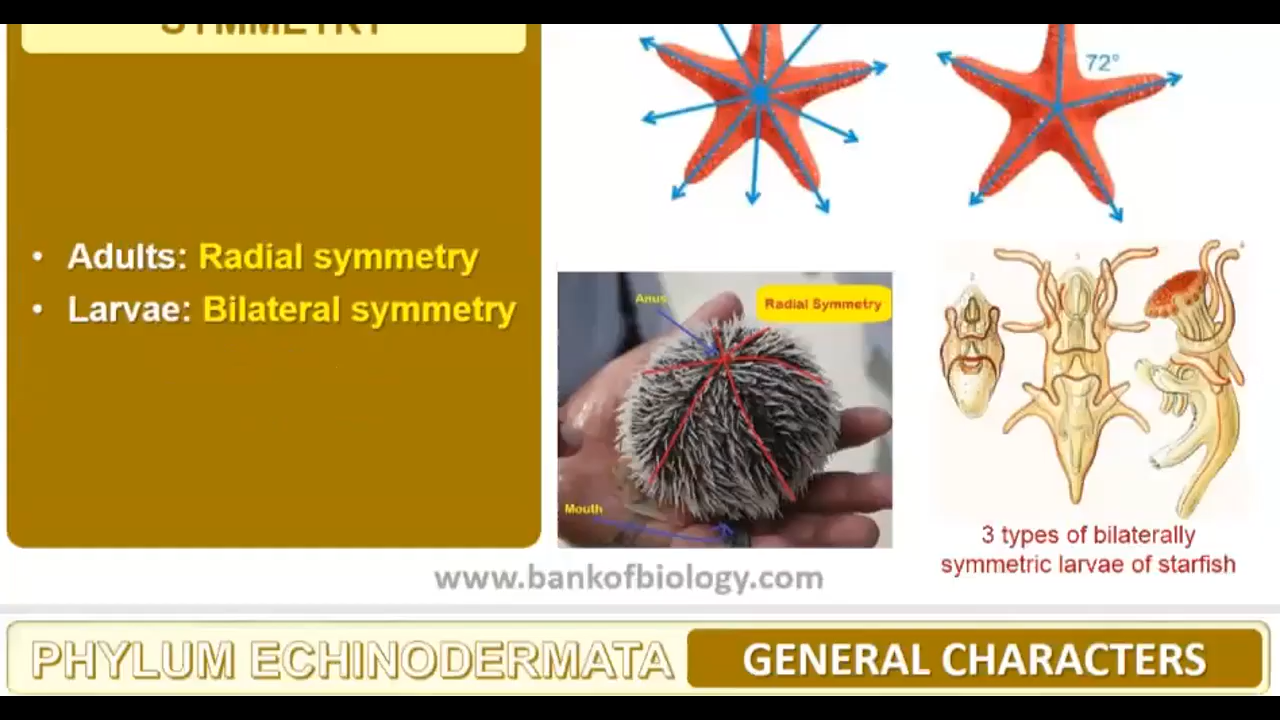 SYMMETRY
72°
• Adults: Radial symmetry
• Larvae: Bilateral symmetry
Anus
Radial Symmetry
Mouth
3 types of bilaterally
symmetric larvae of starfish
www.bankofbiology.com
PHYLUM ECHINODERMATA
GENERAL CHARACTERS